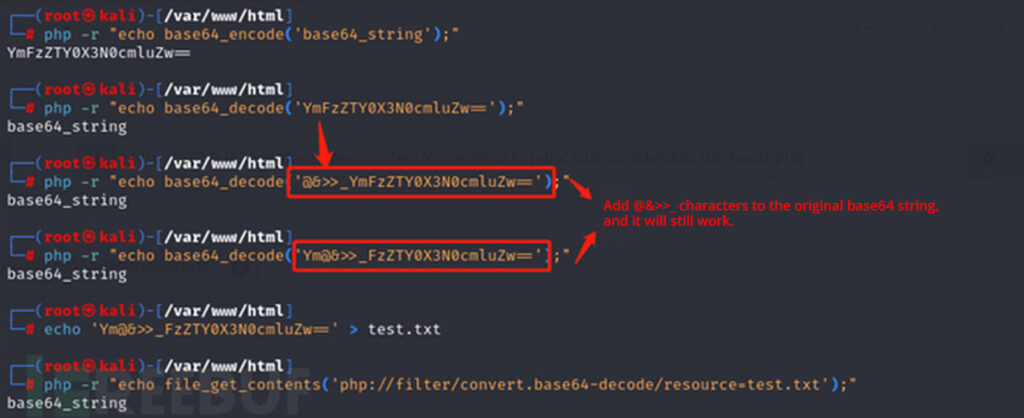 (root㉿kali)-[/var/www/html]
# php -r "echo base64_encode('base64_string');"
YmFzZTY0X3N0cmluZw==
(root㉿kali)-[/var/www/html]
# php -r "echo base64_decode('YmFzZTY0X3N0cmluZw==');"
base64_string
(root㉿kali)-[/var/www/html]
# php -r "echo base64_decode('@&>>_YmFzZTY0X3N0cmluZw==');"
base64_string
Add @&>>_ characters to the original base64 string,
and it will still work.
(root㉿kali)-[/var/www/html]
# php -r "echo base64_decode('Ym@&>>_FzZTY0X3N0cmluZw==');"
base64_string
(root㉿kali)-[/var/www/html]
# echo 'Ym@&>>_FzZTY0X3N0cmluZw==' > test.txt
(root㉿kali)-[/var/www/html]
# php -r "echo file_get_contents('php://filter/convert.base64-decode/resource=test.txt');"
base64_string
REEBUF